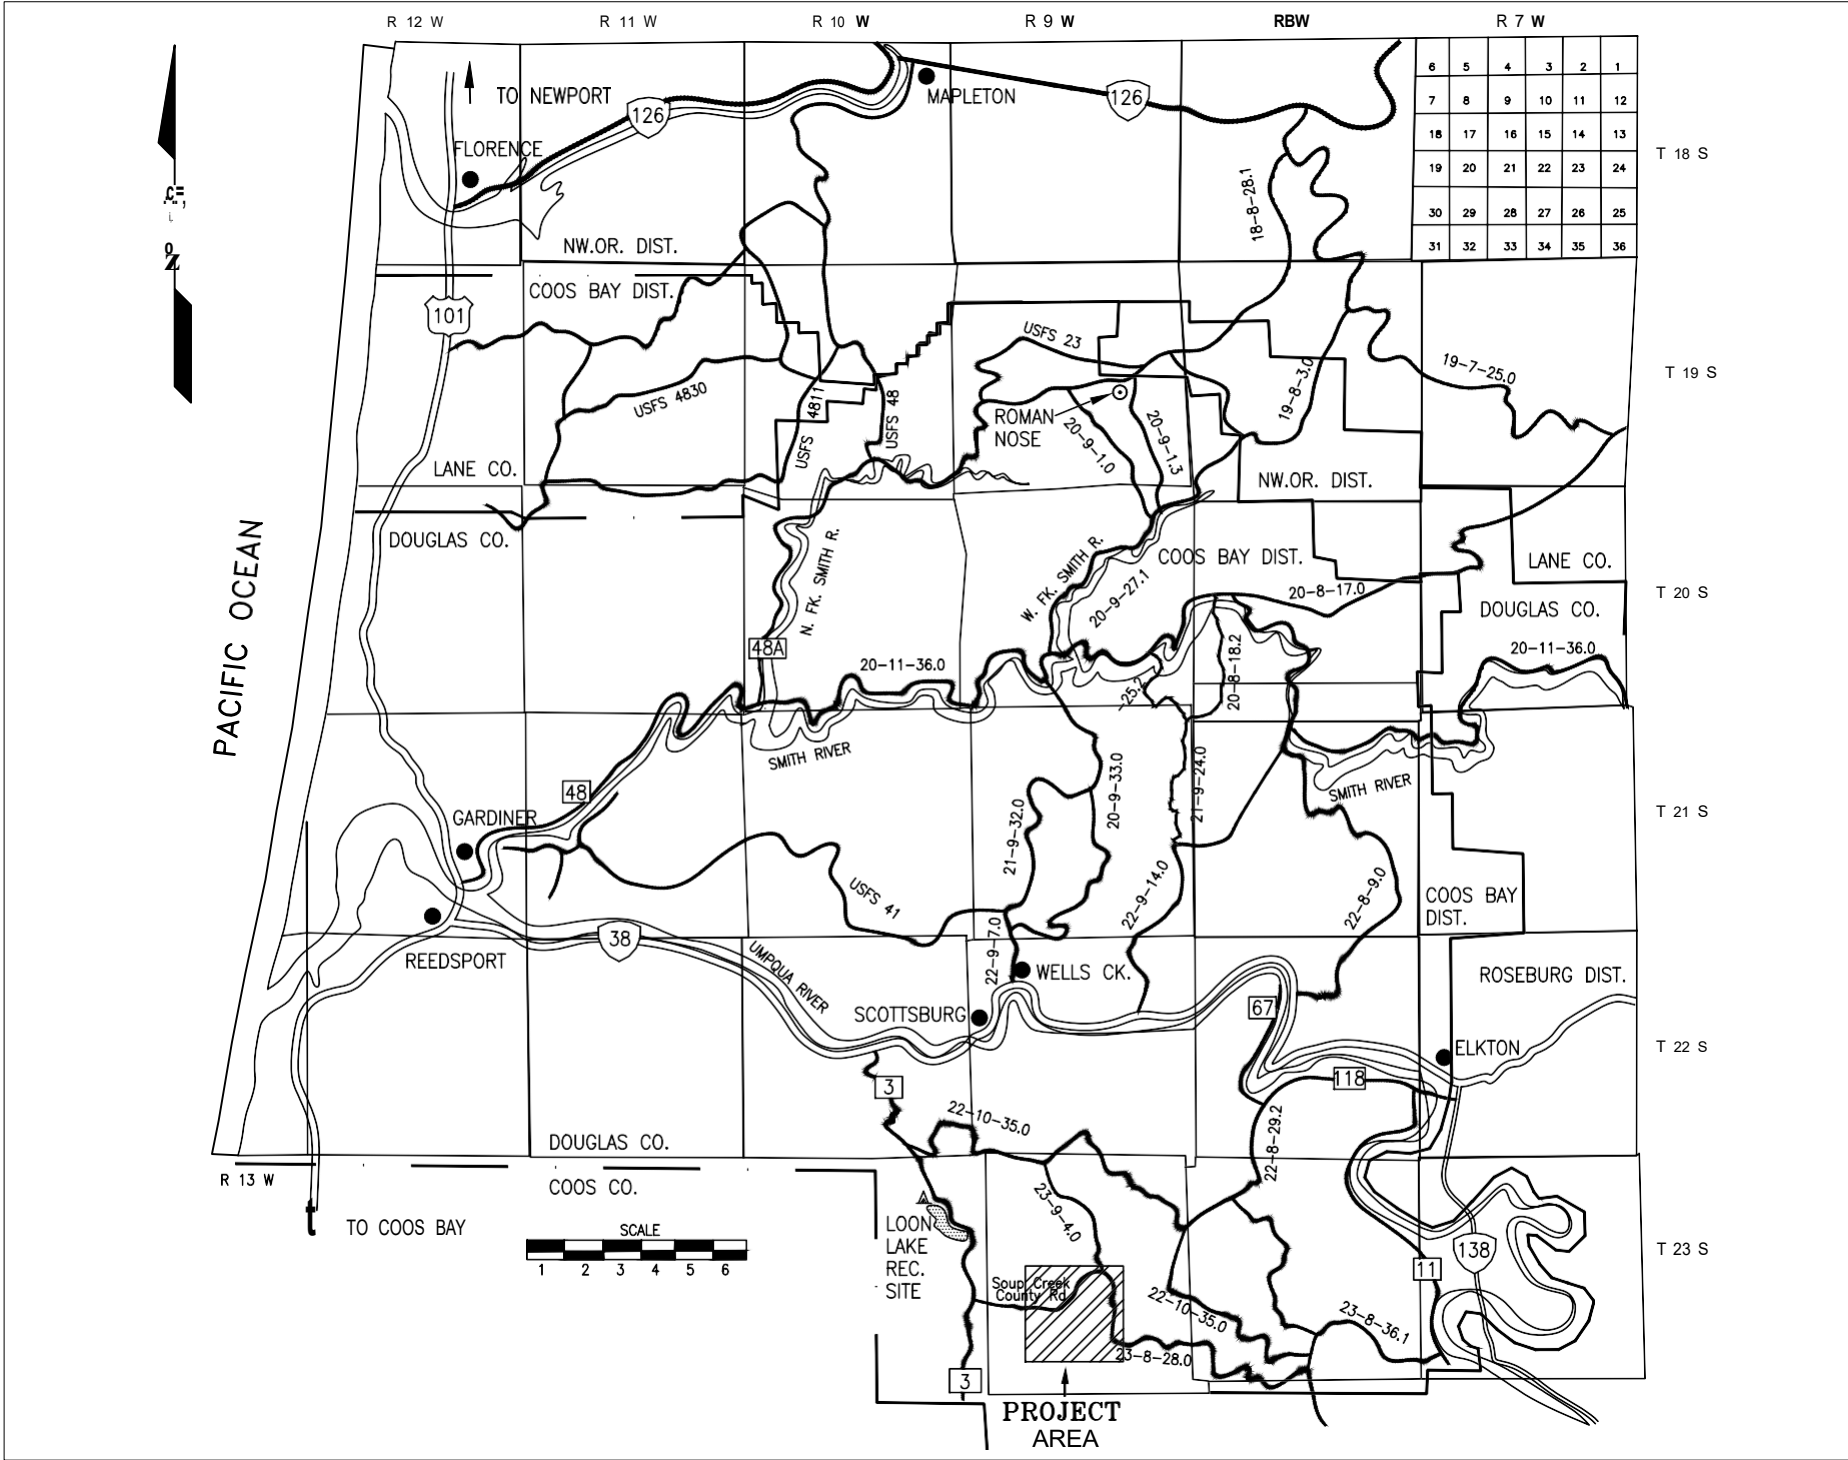 R 12 W
R 11 W
R 10 W
R 9 W
RBW
R 7 W
6 5 4 3 2 1
7 8 9 10 11 12
18 17 16 15 14 13
19 20 21 22 23 24
30 29 28 27 26 25
31 32 33 34 35 36
T 18 S
TO NEWPORT
126
MAPLETON
126
FLORENCE
18-8-28.1
NW.OR. DIST.
COOS BAY DIST.
101
USFS 23
19-7-25.0
T 19 S
USFS 4830
USFS 4811
USFS 48
19-8-3.0
ROMAN
NOSE
20-9-1.0
20-9-1.3
LANE CO.
NW.OR. DIST.
DOUGLAS CO.
N. FK. SMITH R.
W. FK. SMITH R.
COOS BAY DIST.
LANE CO.
20-9-27.1
20-8-17.0
T 20 S
DOUGLAS CO.
PACIFIC OCEAN
48A
20-11-36.0
20-8-18.2
20-11-36.0
-25.2
SMITH RIVER
20-9-33.0
21-9-24.0
SMITH RIVER
48
GARDINER
21-9-32.0
T 21 S
USFS 41
22-9-14.0
22-8-9.0
COOS BAY
DIST.
38
22-9-7.0
REEDSPORT
UMPQUA RIVER
WELLS CK.
ROSEBURG DIST.
SCOTTSBURG
67
ELKTON
T 22 S
3
118
22-10-35.0
22-8-29.2
DOUGLAS CO.
R 13 W
COOS CO.
23-9-4.0
TO COOS BAY
SCALE
1 2 3 4 5 6
LOON
LAKE
REC.
SITE
138
T 23 S
11
Soup Creek
County Rd
22-10-35.0
23-8-36.1
23-8-28.0
3
PROJECT
AREA